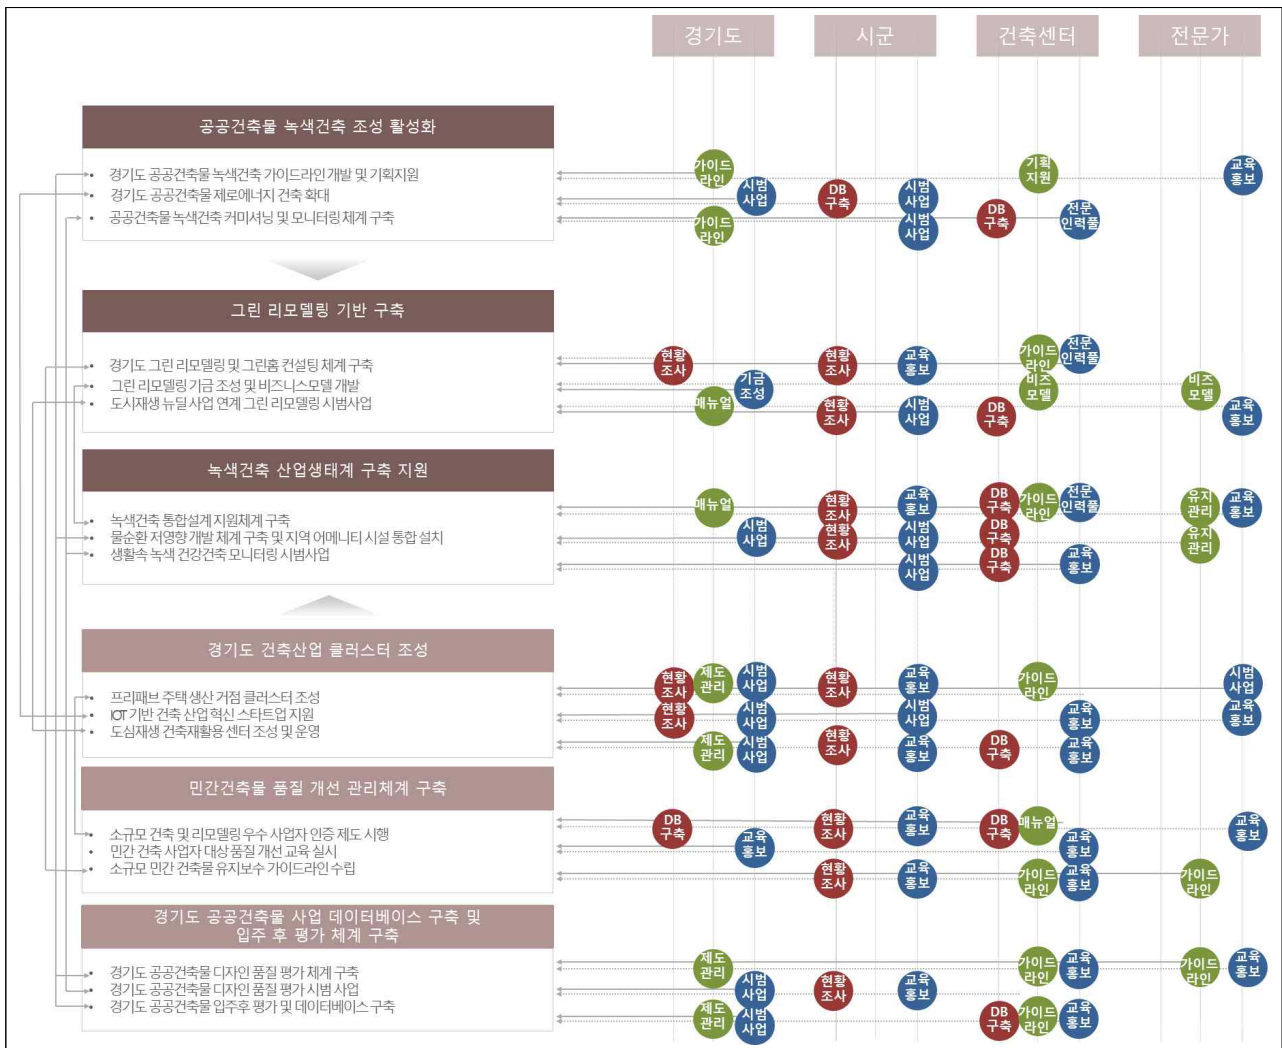 경기도 시군 건축센터 전문가
공공건축물 녹색건축 조성 활성화
• 경기도 공공건축물 녹색건축 가이드라인 개발 및 기획지원
• 경기도 공공건축물 제로에너지 건축 확대
• 공공건축물 녹색건축 커미셔닝 및 모니터링 체계 구축
가이드
라인
기획
지원
교육
홍보
시범
사업
DB
구축
시범
사업
가이드
라인
시범
사업
DB
구축
전문
인력풀
그린 리모델링 기반 구축
• 경기도 그린 리모델링 및 그린홈 컨설팅 체계 구축
• 그린 리모델링 기금 조성 및 비즈니스모델 개발
• 도시재생 뉴딜 사업 연계 그린 리모델링 시범사업
현황
조사
현황
조사
교육
홍보
가이드
라인
전문
인력풀
기금
조성
비즈
모델
비즈
모델
매뉴얼
현황
조사
시범
사업
DB
구축
교육
홍보
녹색건축 산업생태계 구축 지원
• 녹색건축 통합설계 지원체계 구축
• 물순환 저영향 개발 체계 구축 및 지역 어메니티 시설 통합 설치
• 생활속 녹색 건강건축 모니터링 시범사업
매뉴얼
현황
조사
교육
홍보
DB
구축
가이드
라인
전문
인력풀
유지
관리
교육
홍보
시범
사업
현황
조사
시범
사업
DB
구축
유지
관리
시범
사업
DB
구축
교육
홍보
경기도 건축산업 클러스터 조성
• 프리패브 주택 생산 거점 클러스터 조성
• IOT 기반 건축 산업 혁신 스타트업 지원
• 도심재생 건축재활용 센터 조성 및 운영
현황
조사
제도
관리
시범
사업
현황
조사
교육
홍보
가이드
라인
시범
사업
현황
조사
시범
사업
시범
사업
교육
홍보
교육
홍보
제도
관리
시범
사업
현황
조사
교육
홍보
DB
구축
교육
홍보
민간건축물 품질 개선 관리체계 구축
• 소규모 건축 및 리모델링 우수 사업자 인증 제도 시행
• 민간 건축 사업자 대상 품질 개선 교육 실시
• 소규모 민간 건축물 유지보수 가이드라인 수립
DB
구축
현황
조사
교육
홍보
DB
구축
매뉴얼
교육
홍보
교육
홍보
교육
홍보
현황
조사
교육
홍보
가이드
라인
교육
홍보
가이드
라인
경기도 공공건축물 사업 데이터베이스 구축 및
입주 후 평가 체계 구축
• 경기도 공공건축물 디자인 품질 평가 체계 구축
• 경기도 공공건축물 디자인 품질 평가 시범 사업
• 경기도 공공건축물 입주후 평가 및 데이터베이스 구축
제도
관리
가이드
라인
교육
홍보
가이드
라인
교육
홍보
시범
사업
현황
조사
교육
홍보
제도
관리
시범
사업
DB
구축
가이드
라인
교육
홍보